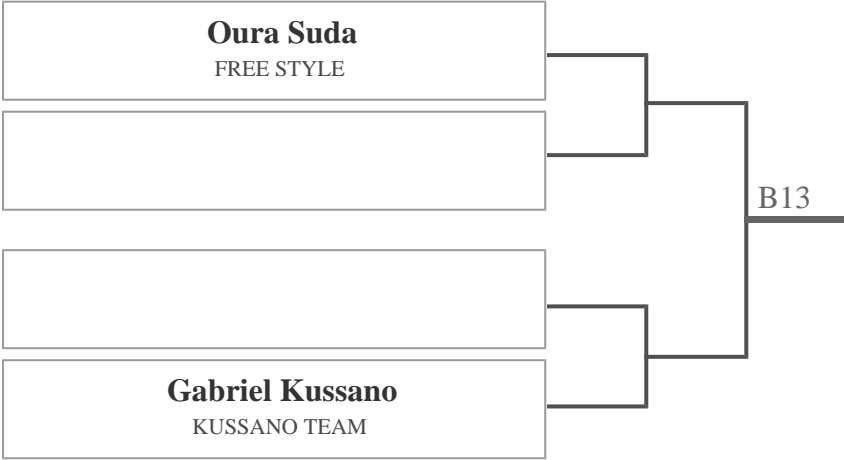 Oura Suda
FREE STYLE
B13
Gabriel Kussano
KUSSANO TEAM